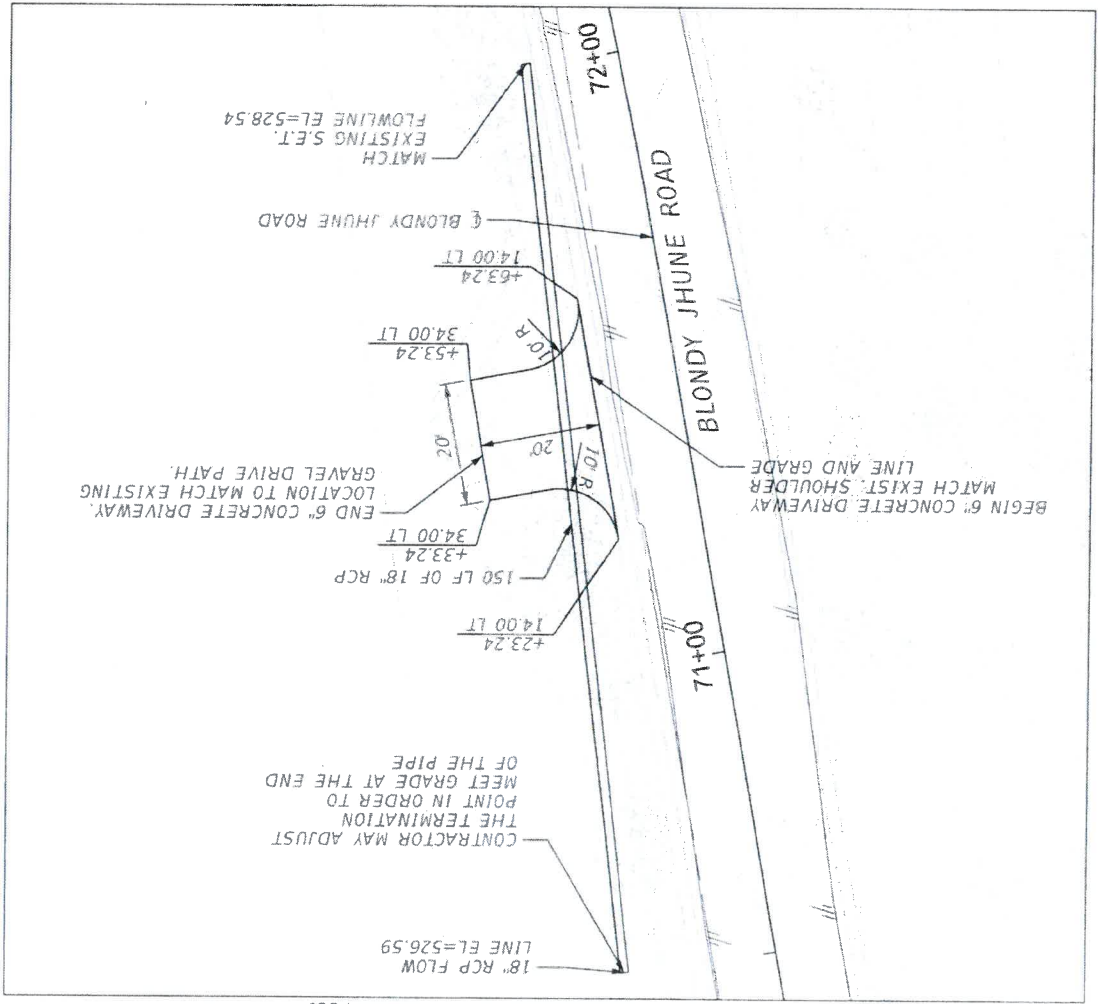 18" RCP FLOW
LINE EL=526.59
CONTRACTOR MAY ADJUST
THE TERMINATION
POINT IN ORDER TO
MEET GRADE AT THE END
OF THE PIPE
71+00
+23.24
14.00 LT
150 LF OF 18" RCP
+33.24
34.00 LT
BEGIN 6" CONCRETE DRIVEWAY
MATCH EXIST. SHOULDER
LINE AND GRADE
END 6" CONCRETE DRIVEWAY.
LOCATION TO MATCH EXISTING
GRAVEL DRIVE PATH.
10' R
20'
20'
10' R
+53.24
34.00 LT
+63.24
14.00 LT
BLONDY JHUNE ROAD
℄ BLONDY JHUNE ROAD
MATCH
EXISTING S.E.T.
FLOWLINE EL=528.54
72+00